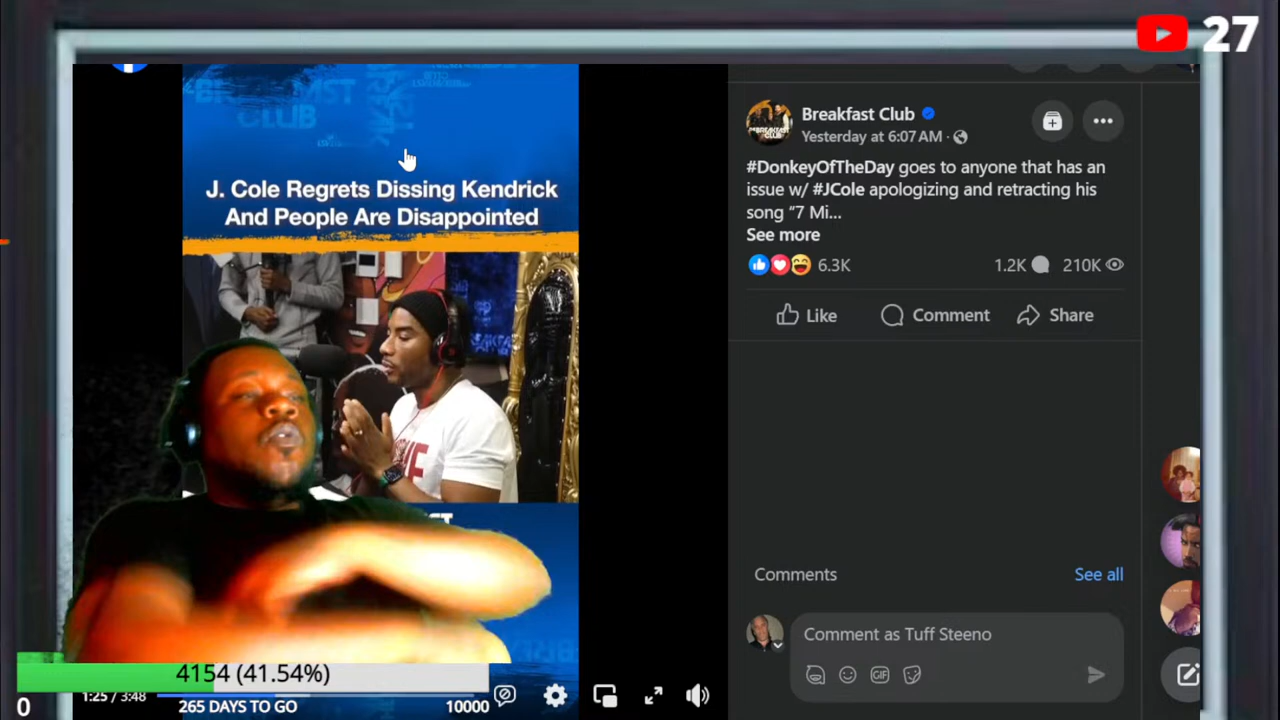 27
BREAKFAST
CLUB
J. Cole Regrets Dissing Kendrick
And People Are Disappointed
Breakfast Club
Yesterday at 6:07 AM ·
#DonkeyOfTheDay goes to anyone that has an
issue w/ #JCole apologizing and retracting his
song “7 Mi...
See more
6.3K
1.2K
210K
Like
Comment
Share
Comments
See all
Comment as Tuff Steeno
GIF
4154 (41.54%)
1:25 / 3:48
0
265 DAYS TO GO
10000